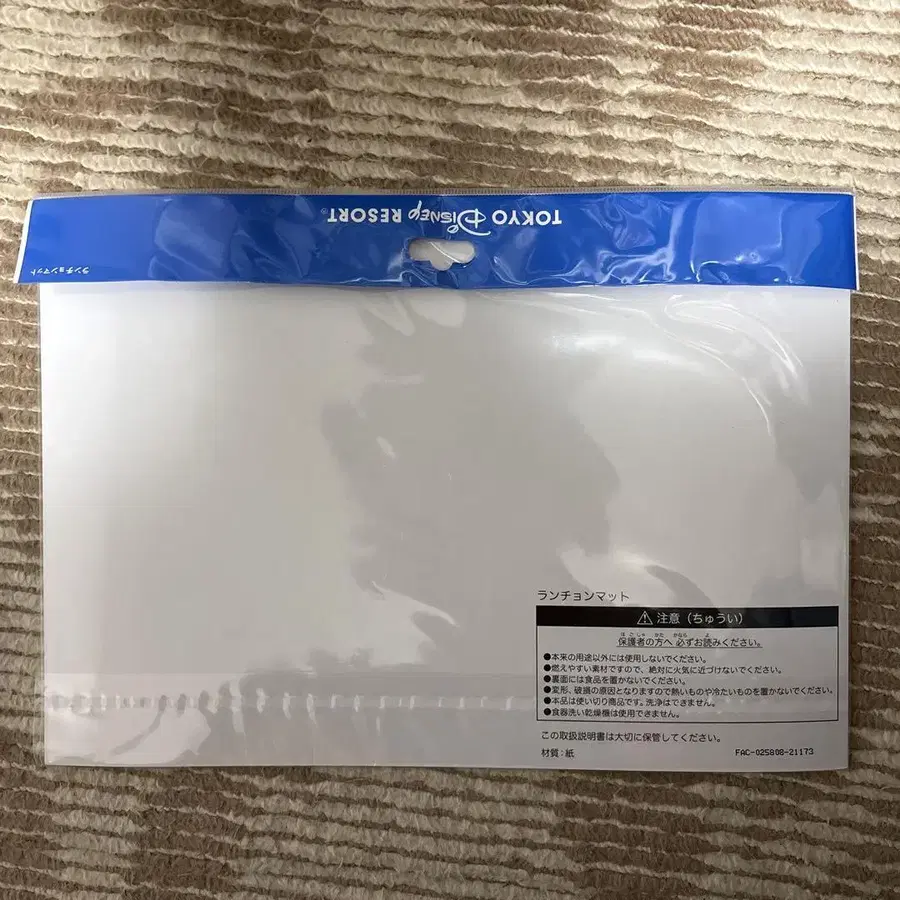 TOKYO Disney RESORT®
ランチョンマット
ランチョンマット
⚠ 注意（ちゅうい）
保護者の方へ 必ずお読みください。
●本来の用途以外には使用しないでください。
●燃えやすい素材ですので、絶対に火気に近づけないでください。
●裏面には食品を置かないでください。
●変形、破損の原因となりますので熱いものや冷たいものを置かないでください。
●本品は使い切り商品です。洗浄はできません。
●食器洗い乾燥機は使用できません。
この取扱説明書は大切に保管してください。
材質：紙 FAC-025808-21173